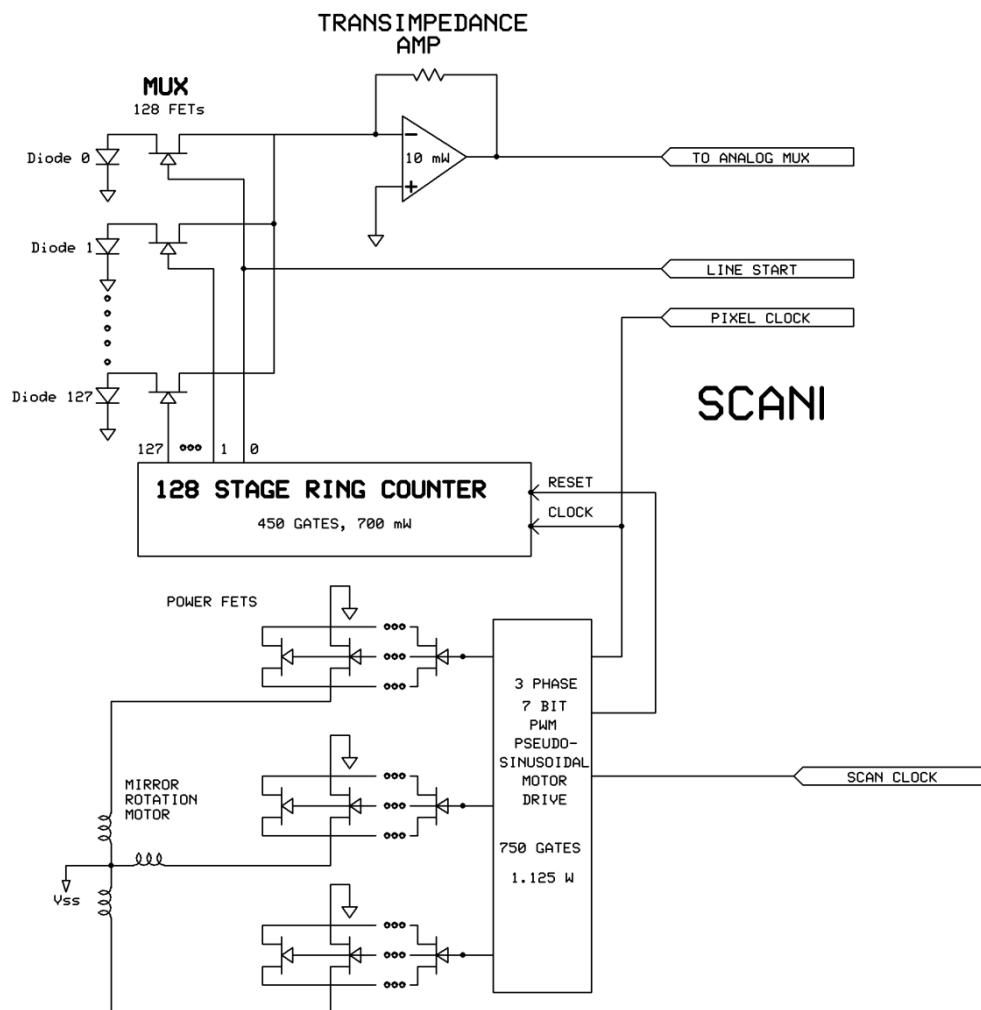 TRANSIMPEDANCE
AMP
MUX
128 FETs
Diode 0
10 mW
TO ANALOG MUX
Diode 1
LINE START
PIXEL CLOCK
Diode 127
SCANI
127
1
0
128 STAGE RING COUNTER
450 GATES, 700 mW
RESET
CLOCK
POWER FETS
3 PHASE
7 BIT
PWM
PSEUDO-
SINUSOIDAL
MOTOR
DRIVE
750 GATES
1.125 W
SCAN CLOCK
MIRROR
ROTATION
MOTOR
Vss